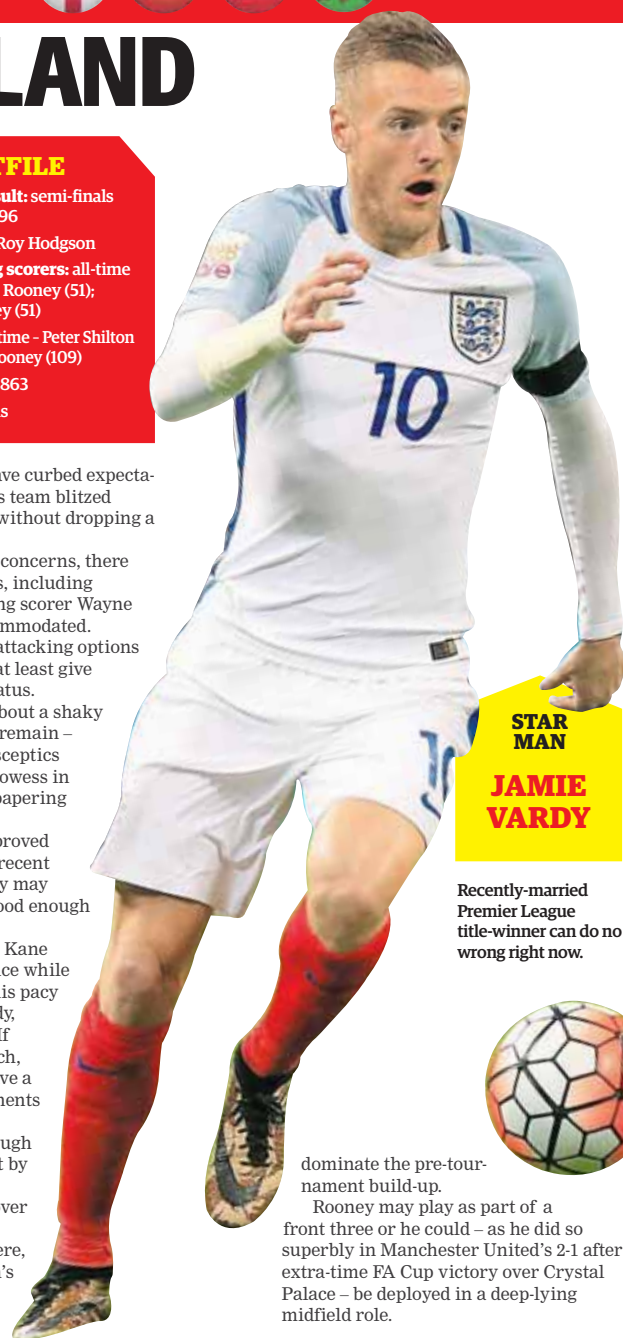 LAND
TFILE
ult: semi-finals
96
Roy Hodgson
g scorers: all-time
Rooney (51);
ey (51)
time - Peter Shilton
ooney (109)
863
s
ve curbed expecta-
s team blitzed
without dropping a
concerns, there
s, including
ng scorer Wayne
mmodated.
attacking options
at least give
atus.
bout a shaky
remain –
sceptics
owess in
papering
proved
recent
y may
ood enough
Kane
ce while
is pacy
dy,
If
ch,
ve a
nents
ugh
t by
ver
ere,
n's
10
10
STAR
MAN
JAMIE
VARDY
Recently-married
Premier League
title-winner can do no
wrong right now.
dominate the pre-tour-
nament build-up.
Rooney may play as part of a
front three or he could – as he did so
superbly in Manchester United's 2-1 after
extra-time FA Cup victory over Crystal
Palace – be deployed in a deep-lying
midfield role.